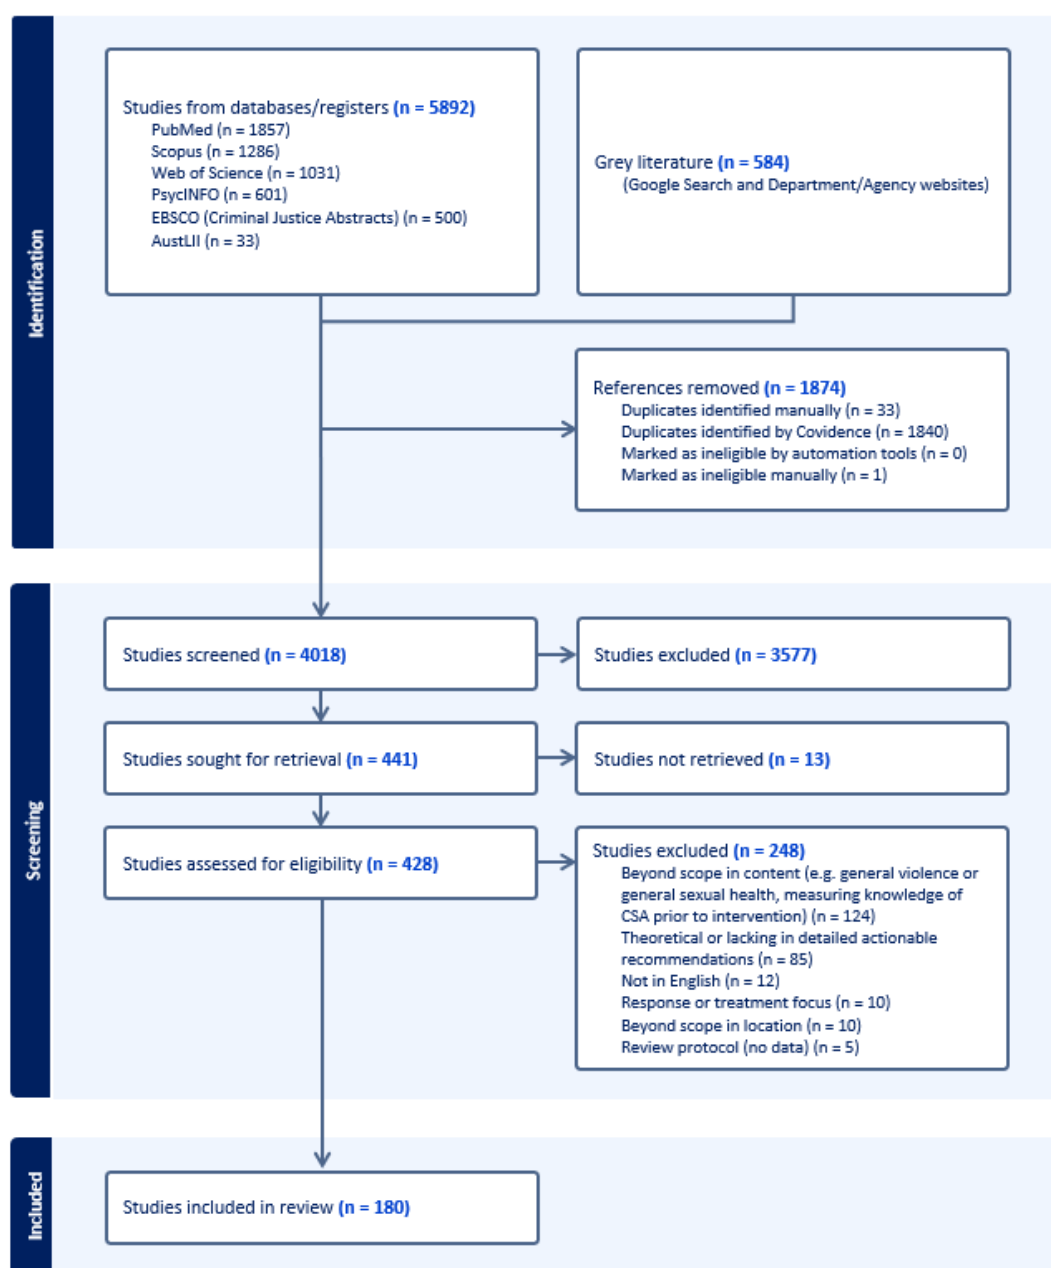 Identification
Studies from databases/registers (n = 5892)
PubMed (n = 1857)
Scopus (n = 1286)
Web of Science (n = 1031)
PsycINFO (n = 601)
EBSCO (Criminal Justice Abstracts) (n = 500)
AustLII (n = 33)
Grey literature (n = 584)
(Google Search and Department/Agency websites)
References removed (n = 1874)
Duplicates identified manually (n = 33)
Duplicates identified by Covidence (n = 1840)
Marked as ineligible by automation tools (n = 0)
Marked as ineligible manually (n = 1)
Screening
Studies screened (n = 4018)
Studies excluded (n = 3577)
Studies sought for retrieval (n = 441)
Studies not retrieved (n = 13)
Studies assessed for eligibility (n = 428)
Studies excluded (n = 248)
Beyond scope in content (e.g. general violence or
general sexual health, measuring knowledge of
CSA prior to intervention) (n = 124)
Theoretical or lacking in detailed actionable
recommendations (n = 85)
Not in English (n = 12)
Response or treatment focus (n = 10)
Beyond scope in location (n = 10)
Review protocol (no data) (n = 5)
Included
Studies included in review (n = 180)